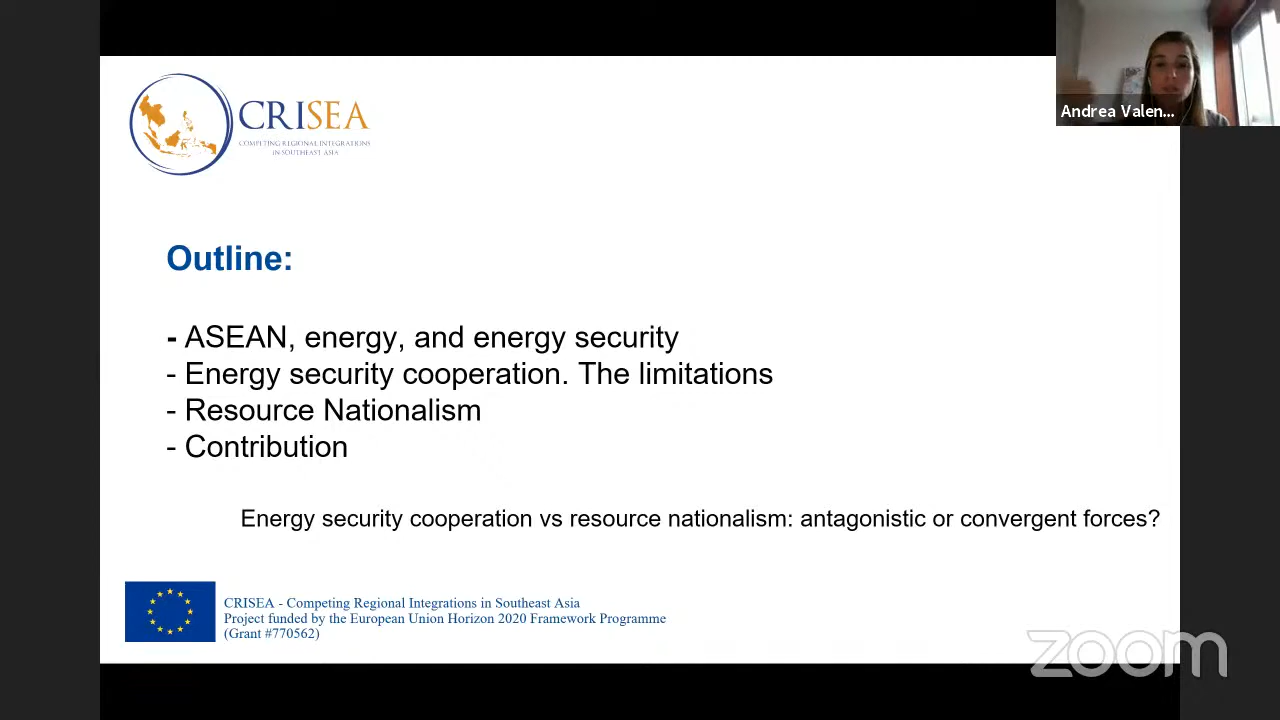 CRISEA
COMPETING REGIONAL INTEGRATIONS
IN SOUTHEAST ASIA
Andrea Valen...
Outline:
- ASEAN, energy, and energy security
- Energy security cooperation. The limitations
- Resource Nationalism
- Contribution
Energy security cooperation vs resource nationalism: antagonistic or convergent forces?
CRISEA - Competing Regional Integrations in Southeast Asia
Project funded by the European Union Horizon 2020 Framework Programme
(Grant #770562)
zoom